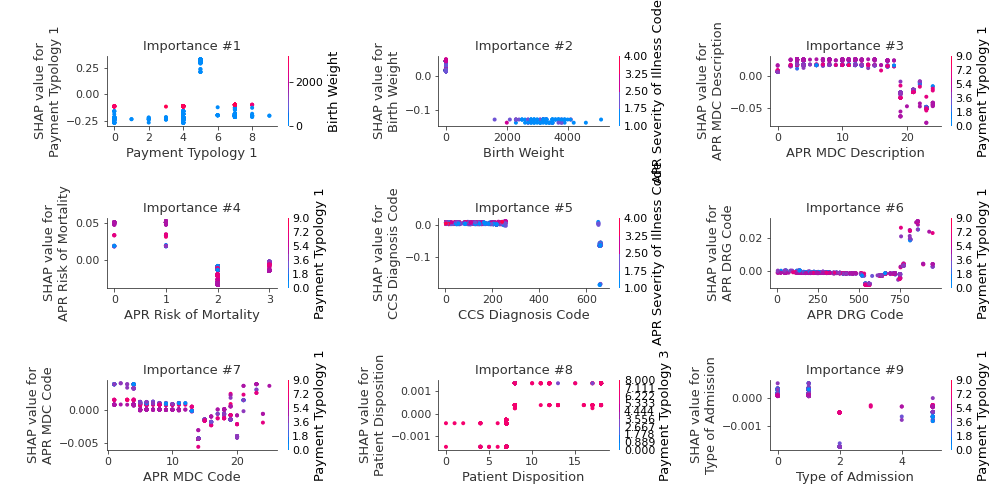 Importance #1
SHAP value for
Payment Typology 1
0.25
0.00
−0.25
0 2 4 6 8
Payment Typology 1
2000
0
Birth Weight
Importance #2
SHAP value for
Birth Weight
0.0
−0.1
0 2000 4000
Birth Weight
4.00
3.25
2.50
1.75
1.00
APR Severity of Illness Code
Importance #3
SHAP value for
APR MDC Description
0.00
−0.05
0 10 20
APR MDC Description
9.0
7.2
5.4
3.6
1.8
0.0
Payment Typology 1
Importance #4
SHAP value for
APR Risk of Mortality
0.05
0.00
0 1 2 3
APR Risk of Mortality
9.0
7.2
5.4
3.6
1.8
0.0
Payment Typology 1
Importance #5
SHAP value for
CCS Diagnosis Code
0.0
−0.1
0 200 400 600
CCS Diagnosis Code
4.00
3.25
2.50
1.75
1.00
APR Severity of Illness Code
Importance #6
SHAP value for
APR DRG Code
0.02
0.00
0 250 500 750
APR DRG Code
9.0
7.2
5.4
3.6
1.8
0.0
Payment Typology 1
Importance #7
SHAP value for
APR MDC Code
0.000
−0.005
0 10 20
APR MDC Code
9.0
7.2
5.4
3.6
1.8
0.0
Payment Typology 1
Importance #8
SHAP value for
Patient Disposition
0.001
0.000
−0.001
0 5 10 15
Patient Disposition
8.000
7.111
6.222
5.333
4.444
3.556
2.667
1.778
0.889
0.000
Payment Typology 3
Importance #9
SHAP value for
Type of Admission
0.000
−0.001
0 2 4
Type of Admission
9.0
7.2
5.4
3.6
1.8
0.0
Payment Typology 1